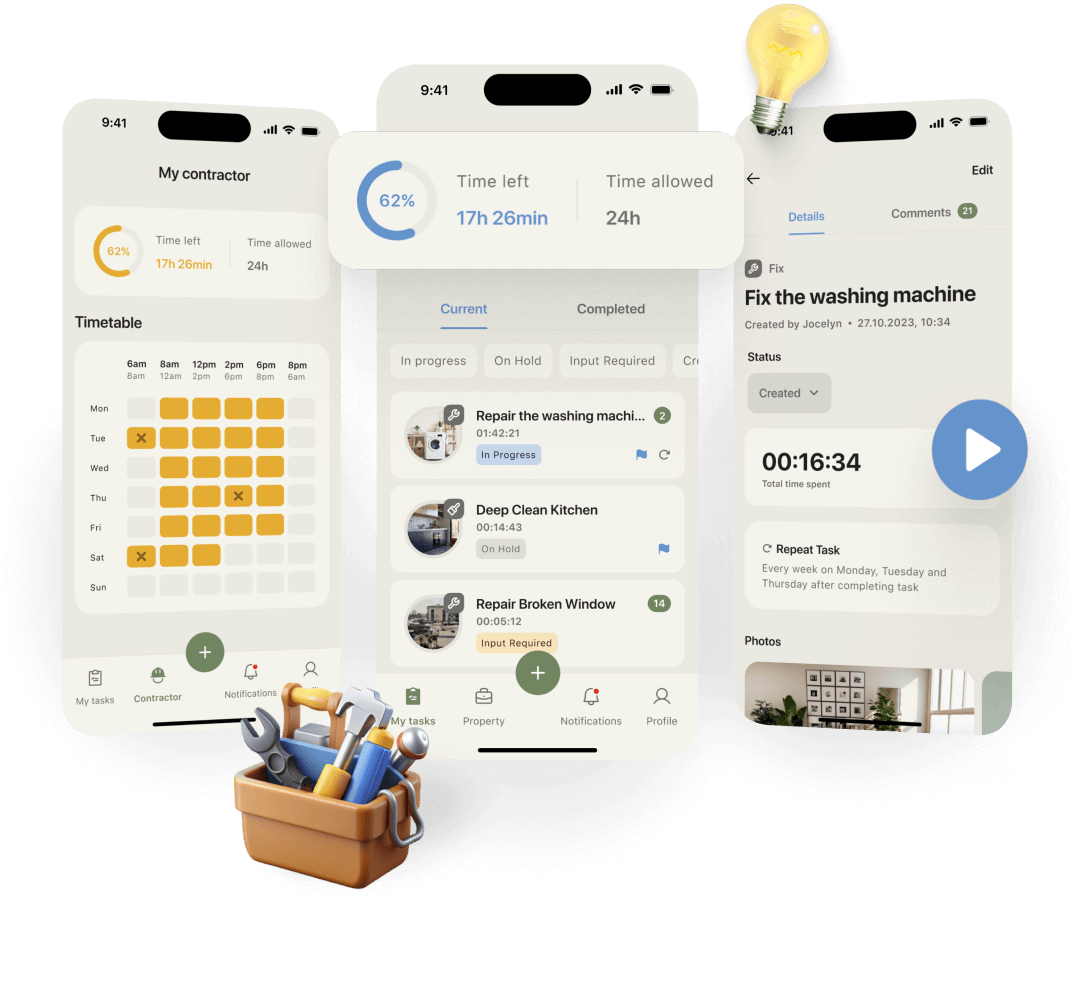 9:41
My contractor
62%
Time left
17h 26min
Time allowed
24h
Timetable
6am 8am 12pm 2pm 6pm 8pm
8am 12am 2pm 6pm 8pm 6am
Mon
Tue
Wed
Thu
Fri
Sat
Sun
My tasks
Contractor
Notifications
9:41
62%
Time left
17h 26min
Time allowed
24h
Current
Completed
In progress
On Hold
Input Required
Cr
Repair the washing machi...
2
01:42:21
In Progress
Deep Clean Kitchen
00:14:43
On Hold
Repair Broken Window
14
00:05:12
Input Required
My tasks
Property
Notifications
Profile
:41
Edit
Details
Comments 21
Fix
Fix the washing machine
Created by Jocelyn • 27.10.2023, 10:34
Status
Created
00:16:34
Total time spent
Repeat Task
Every week on Monday, Tuesday and
Thursday after completing task
Photos